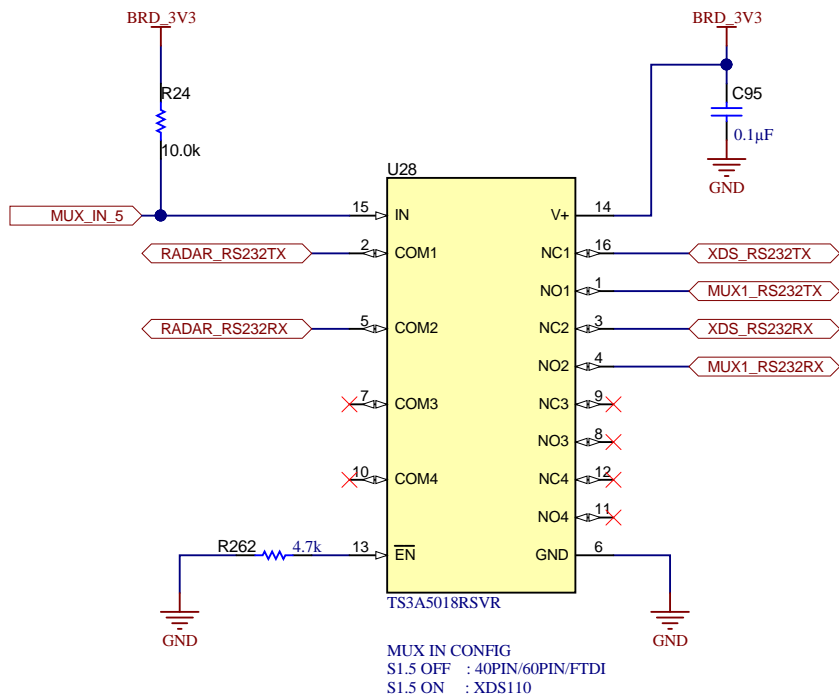 BRD_3V3
BRD_3V3
R24
10.0k
C95
0.1µF
GND
U28
MUX_IN_5
15 IN
V+ 14
RADAR_RS232TX
2 COM1
NC1 16
XDS_RS232TX
NO1 1
MUX1_RS232TX
RADAR_RS232RX
5 COM2
NC2 3
XDS_RS232RX
NO2 4
MUX1_RS232RX
7 COM3
NC3 9
NO3 8
10 COM4
NC4 12
NO4 11
R262
4.7k
13 EN
GND 6
GND
GND
TS3A5018RSVR
MUX IN CONFIG
S1.5 OFF : 40PIN/60PIN/FTDI
S1.5 ON : XDS110